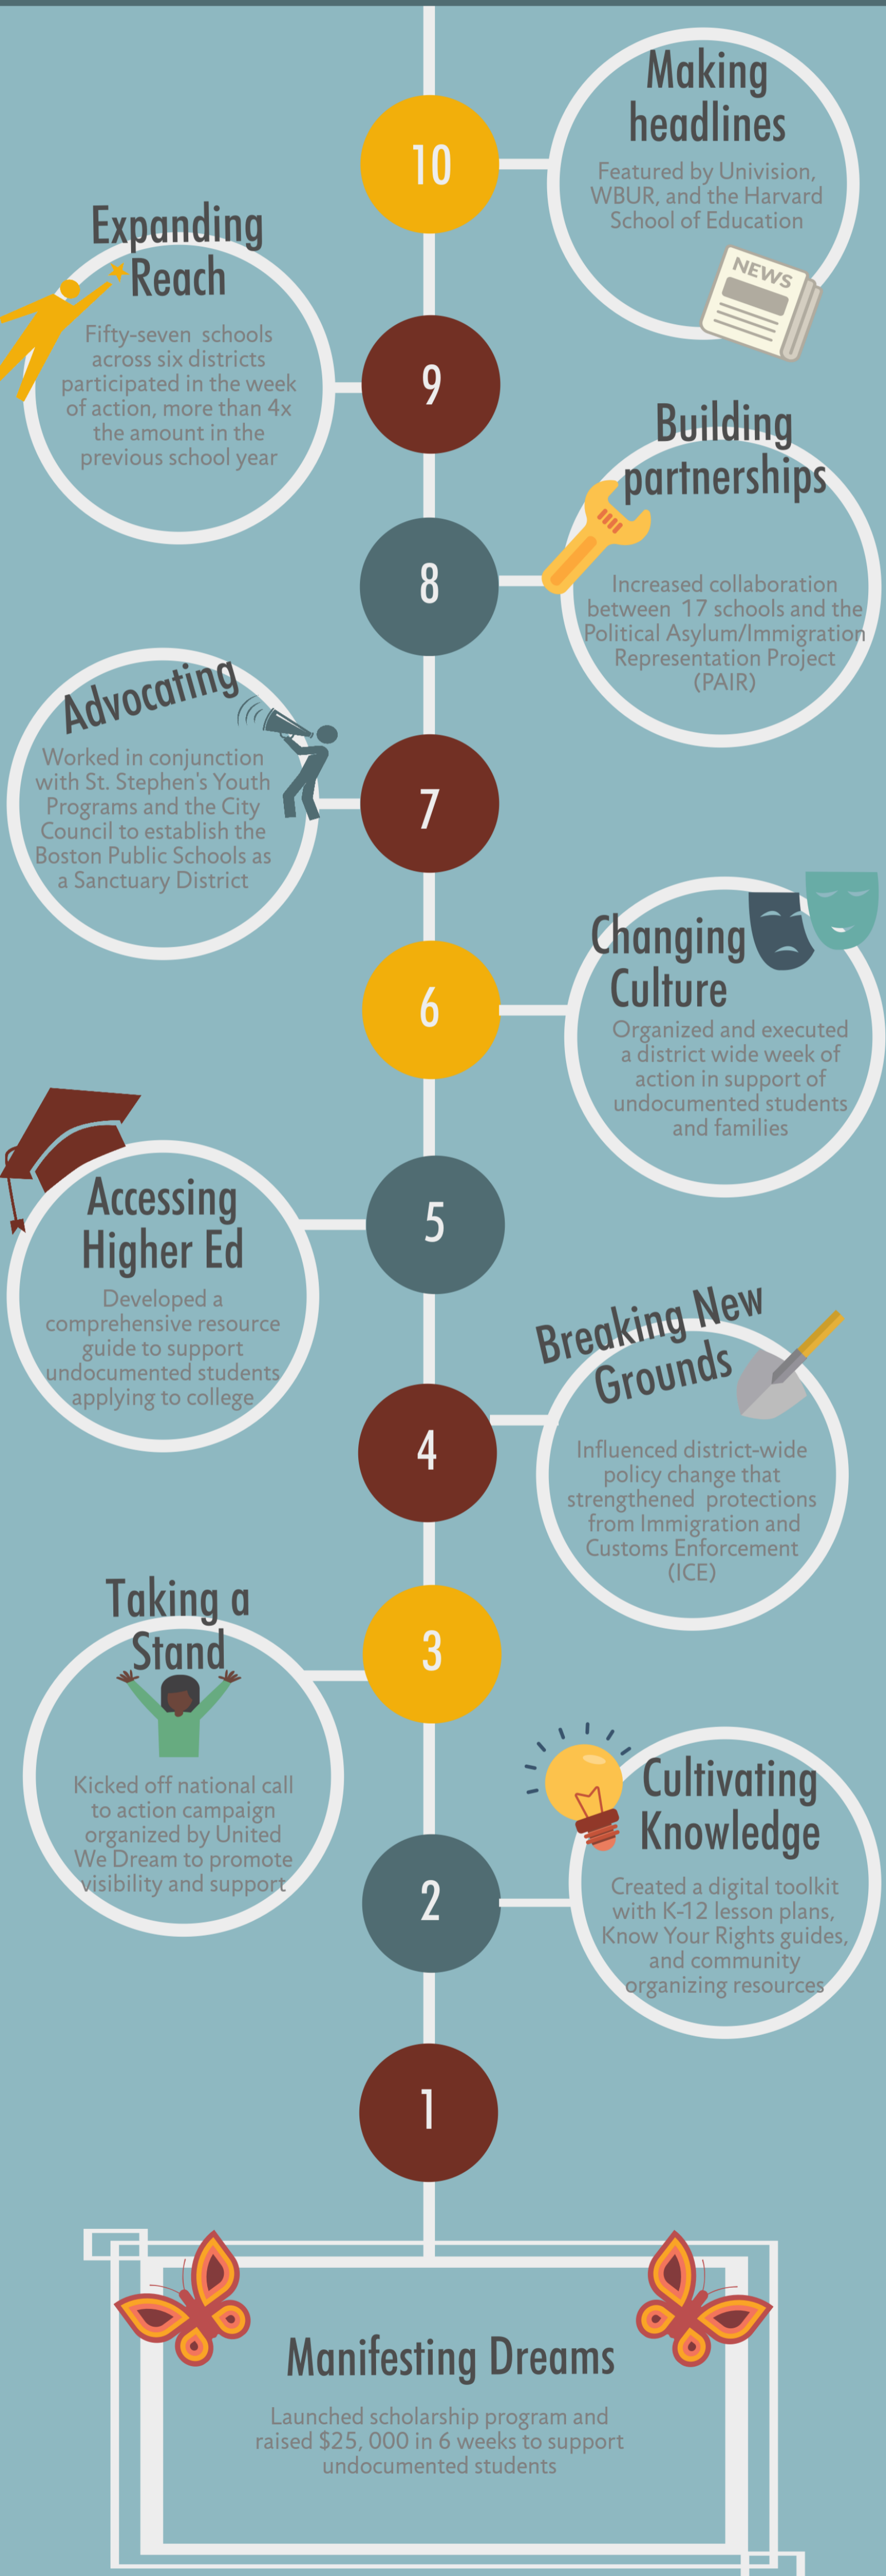 10
Making
headlines
Featured by Univision,
WBUR, and the Harvard
School of Education
NEWS
9
Expanding
Reach
Fifty-seven schools
across six districts
participated in the week
of action, more than 4x
the amount in the
previous school year
8
Building
partnerships
Increased collaboration
between 17 schools and the
Political Asylum/Immigration
Representation Project
(PAIR)
7
Advocating
Worked in conjunction
with St. Stephen's Youth
Programs and the City
Council to establish the
Boston Public Schools as
a Sanctuary District
6
Changing
Culture
Organized and executed
a district wide week of
action in support of
undocumented students
and families
5
Accessing
Higher Ed
Developed a
comprehensive resource
guide to support
undocumented students
applying to college
4
Breaking New
Grounds
Influenced district-wide
policy change that
strengthened protections
from Immigration and
Customs Enforcement
(ICE)
3
Taking a
Stand
Kicked off national call
to action campaign
organized by United
We Dream to promote
visibility and support
2
Cultivating
Knowledge
Created a digital toolkit
with K-12 lesson plans,
Know Your Rights guides,
and community
organizing resources
1
Manifesting Dreams
Launched scholarship program and
raised $25, 000 in 6 weeks to support
undocumented students